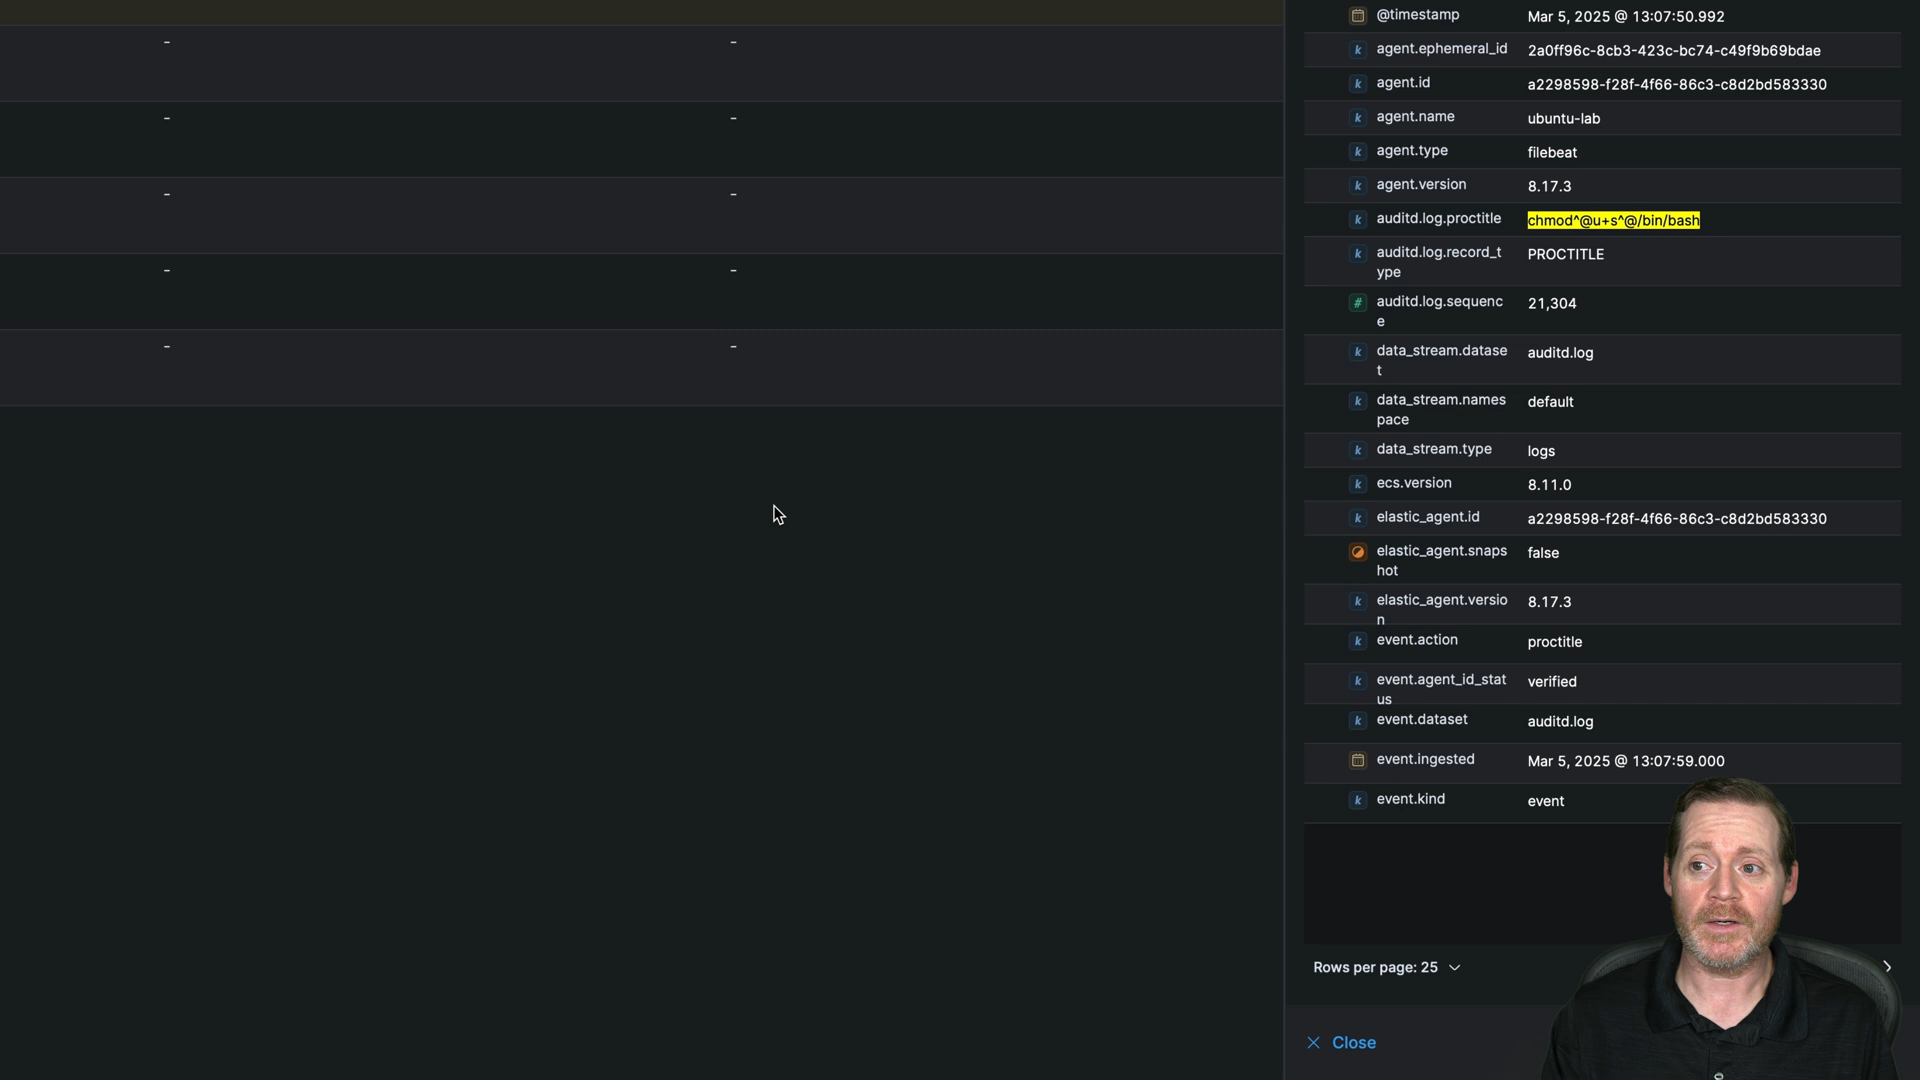 @timestamp Mar 5, 2025 @ 13:07:50.992
- -
agent.ephemeral_id 2a0ff96c-8cb3-423c-bc74-c49f9b69bdae
agent.id a2298598-f28f-4f66-86c3-c8d2bd583330
- -
agent.name ubuntu-lab
agent.type filebeat
agent.version 8.17.3
- -
auditd.log.proctitle chmod^@u+s^@/bin/bash
auditd.log.record_t PROCTITLE
ype
- -
auditd.log.sequenc 21,304
e
- -
data_stream.datase auditd.log
t
data_stream.names default
pace
data_stream.type logs
ecs.version 8.11.0
elastic_agent.id a2298598-f28f-4f66-86c3-c8d2bd583330
elastic_agent.snaps false
hot
elastic_agent.versio 8.17.3
n
event.action proctitle
event.agent_id_stat verified
us
event.dataset auditd.log
event.ingested Mar 5, 2025 @ 13:07:59.000
event.kind event
Rows per page: 25
Close